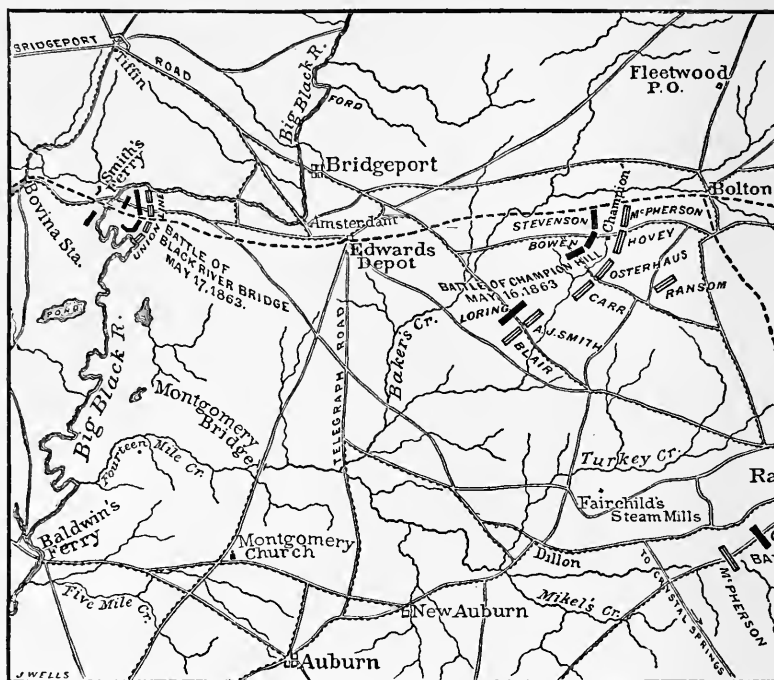 BRIDGEPORT
ROAD
Tiffin
Big Black R.
FORD
Fleetwood
P.O.
Bridgeport
Smith's
Ferry
Bovina Sta.
UNION LINE
BATTLE OF
BLACK RIVER BRIDGE
MAY 17, 1863.
Amsterdam
Edwards
Depot
Bolton
Champion
McPHERSON
STEVENSON
BOWEN
HOVEY
OSTERHAUS
RANSOM
BATTLE OF CHAMPION HILL
MAY 16, 1863
CARR
LORING
A.J. SMITH
BLAIR
POND
Big Black R.
Bakers Cr.
TELEGRAPH ROAD
Montgomery
Bridge
Fourteen Mile Cr.
Turkey Cr.
Ra
Fairchild's
Steam Mills
Baldwin's
Ferry
Montgomery
Church
Dillon
BA
McPHERSON
TO CRYSTAL SPRINGS
Five Mile Cr.
New Auburn
Mikel's Cr.
Auburn
J WELLS